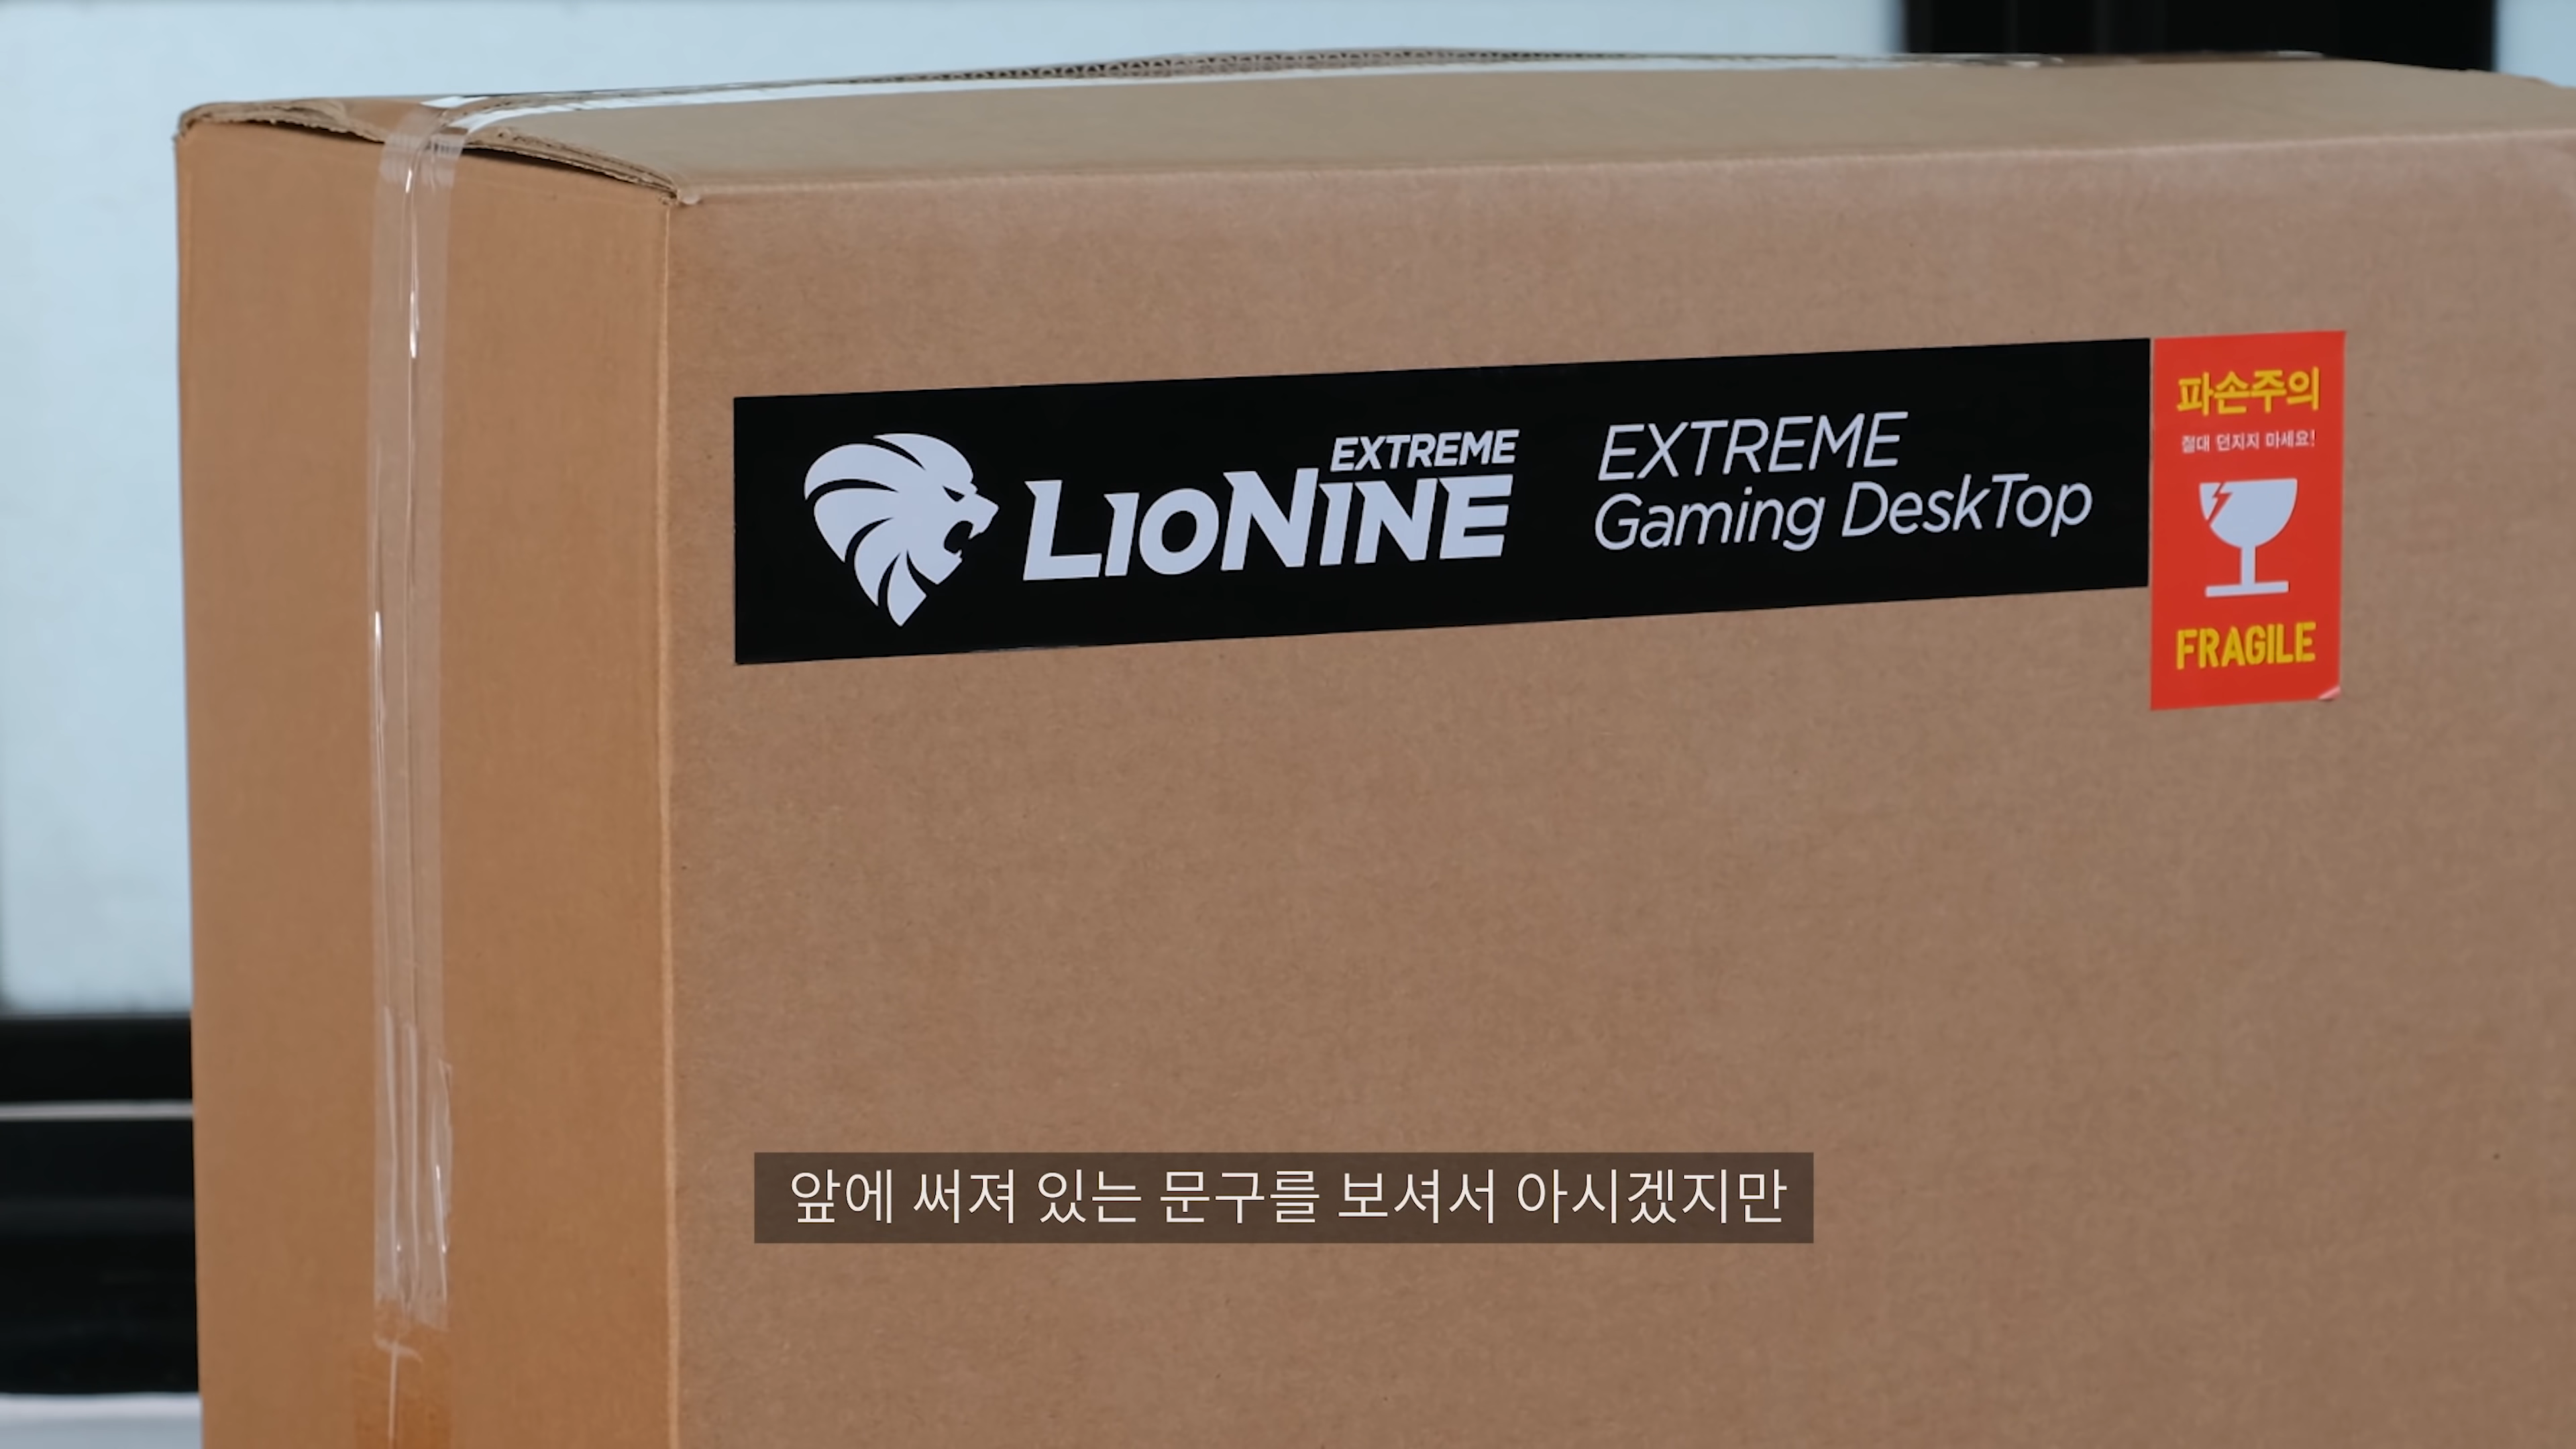 EXTREME
LIONINE
EXTREME
Gaming DeskTop
파손주의
절대 던지지 마세요!
FRAGILE
앞에 써져 있는 문구를 보셔서 아시겠지만